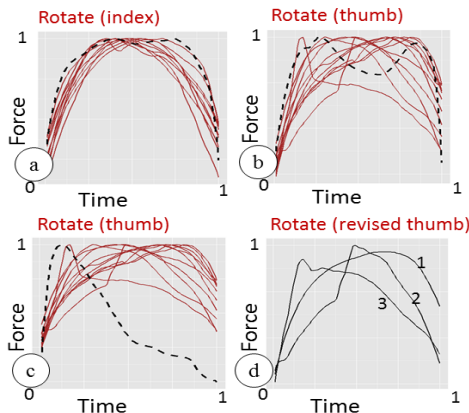 Rotate (index)
1
Force
a
0
Time
1
Rotate (thumb)
1
Force
b
0
Time
1
Rotate (thumb)
1
Force
c
0
Time
1
Rotate (revised thumb)
1
Force
1
2
3
d
0
Time
1